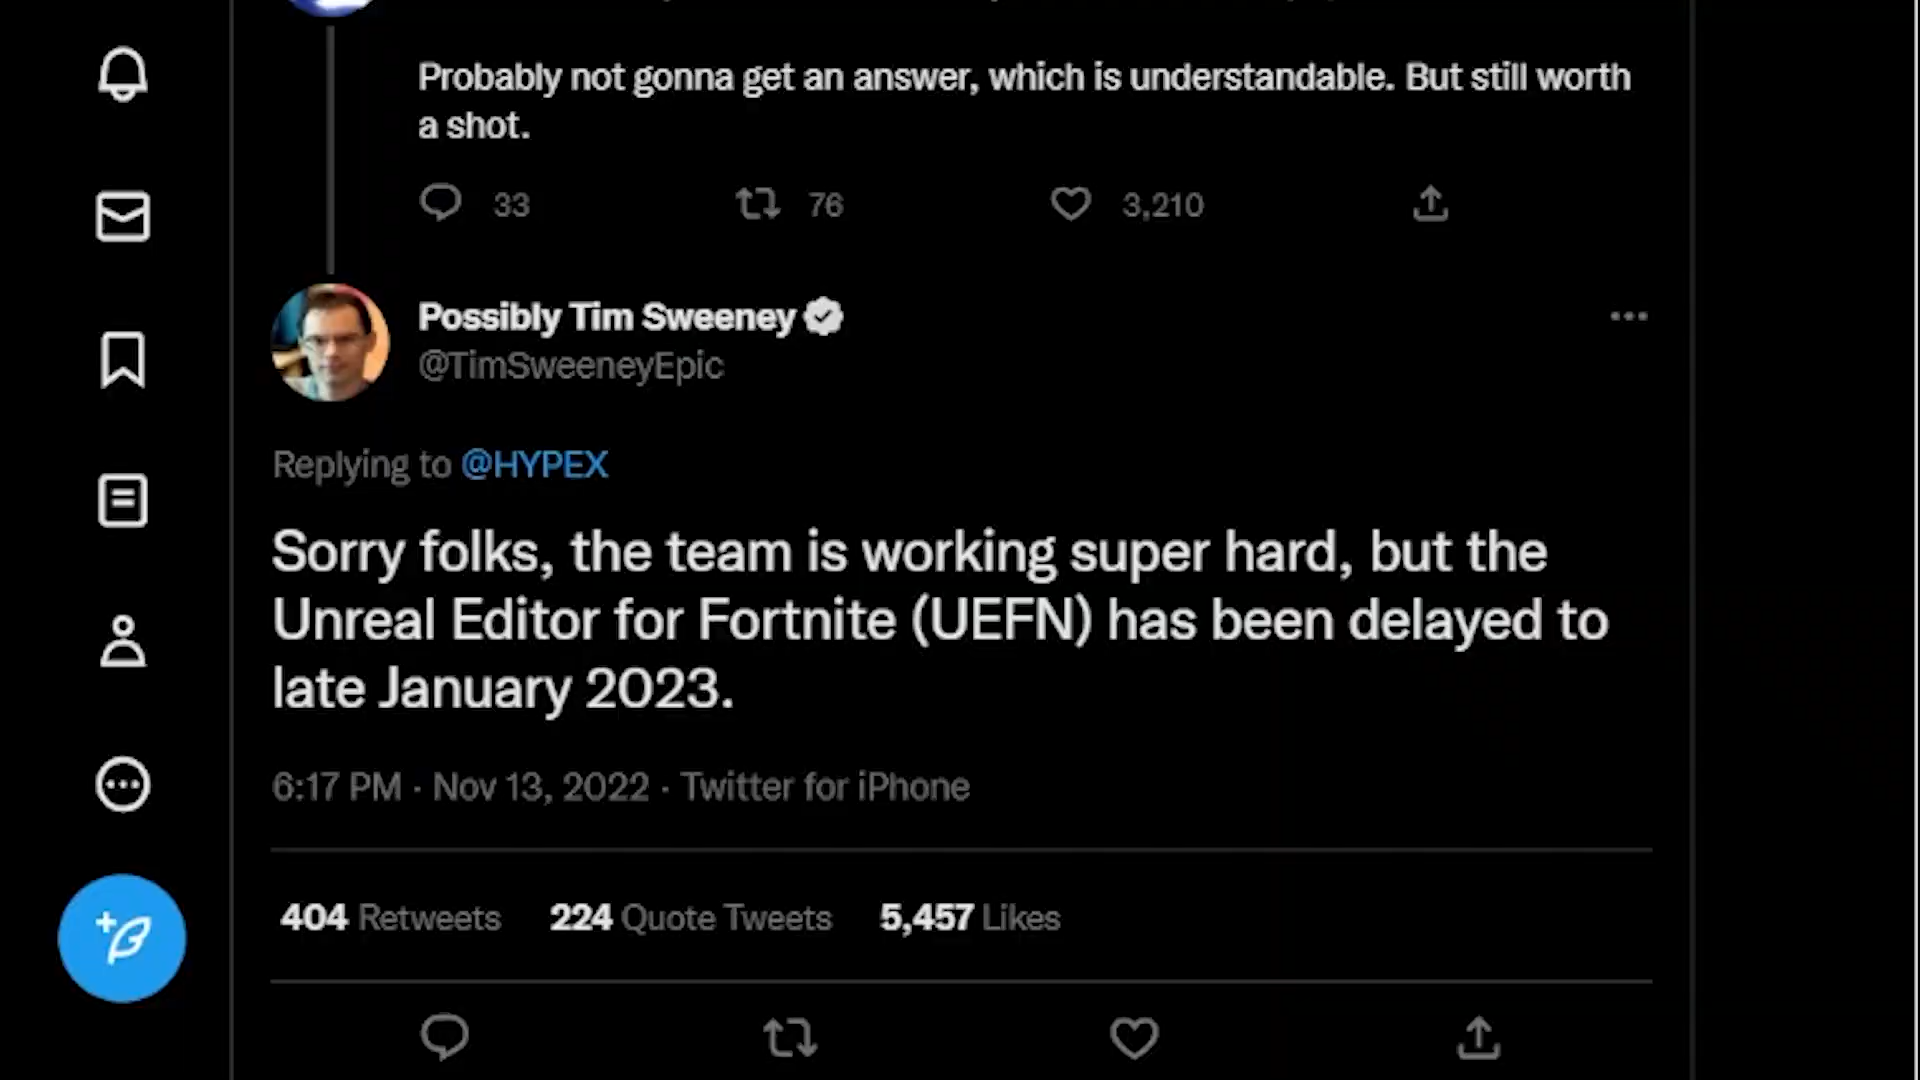 Probably not gonna get an answer, which is understandable. But still worth
a shot.
33 76 3,210
Possibly Tim Sweeney
@TimSweeneyEpic
Replying to @HYPEX
Sorry folks, the team is working super hard, but the
Unreal Editor for Fortnite (UEFN) has been delayed to
late January 2023.
6:17 PM · Nov 13, 2022 · Twitter for iPhone
404 Retweets 224 Quote Tweets 5,457 Likes